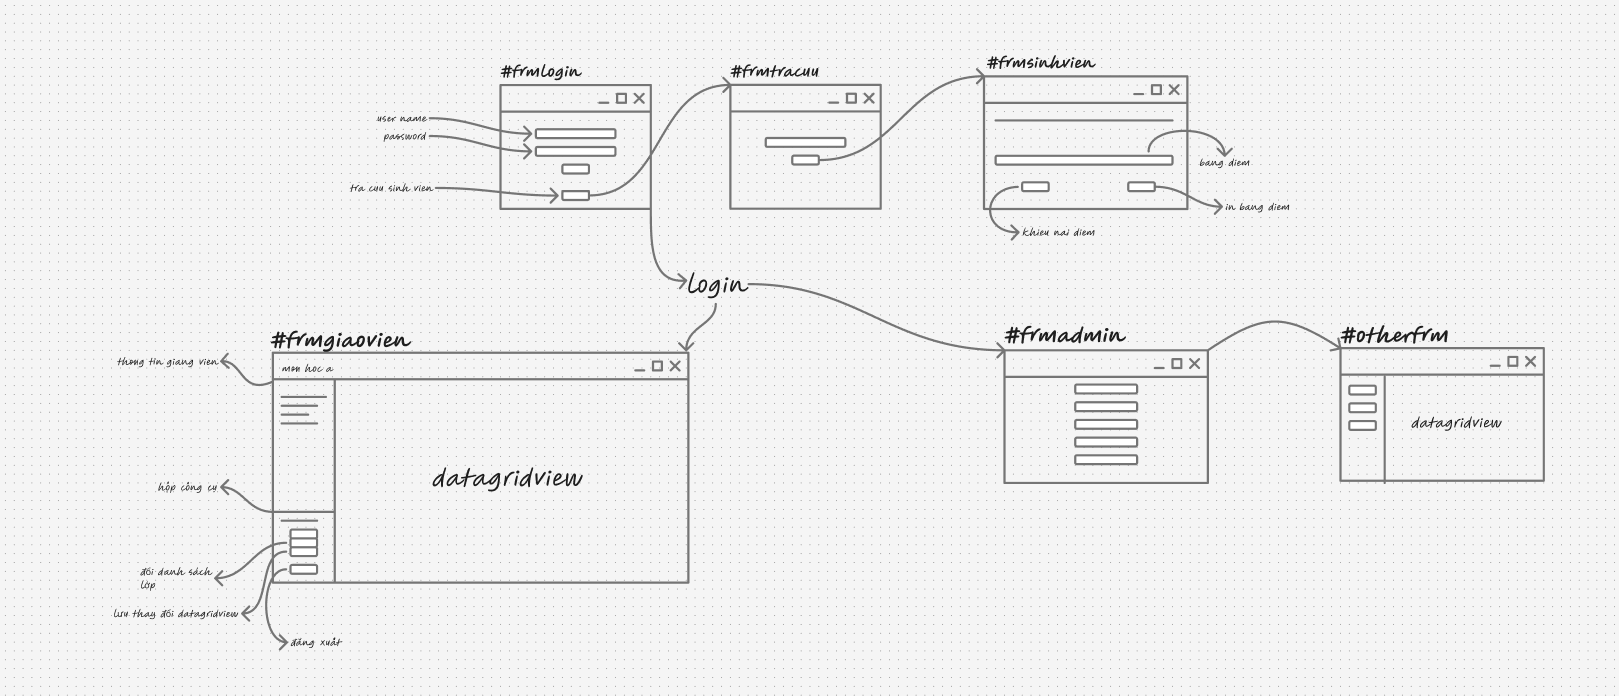 #frmlogin
#frmtracuu
#frmsinhvien
user name
password
tra cuu sinh vien
bang diem
in bang diem
khieu nai diem
login
#frmgiaovien
#frmadmin
#otherfrm
thong tin giang vien
mon hoc a
datagridview
datagridview
hộp công cụ
đổi danh sách
lớp
lưu thay đổi datagridview
đăng xuất